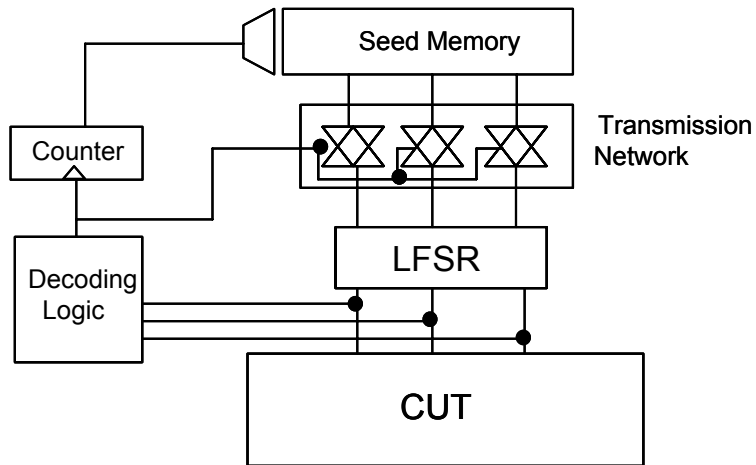 Seed Memory
Transmission
Network
Counter
LFSR
Decoding
Logic
CUT